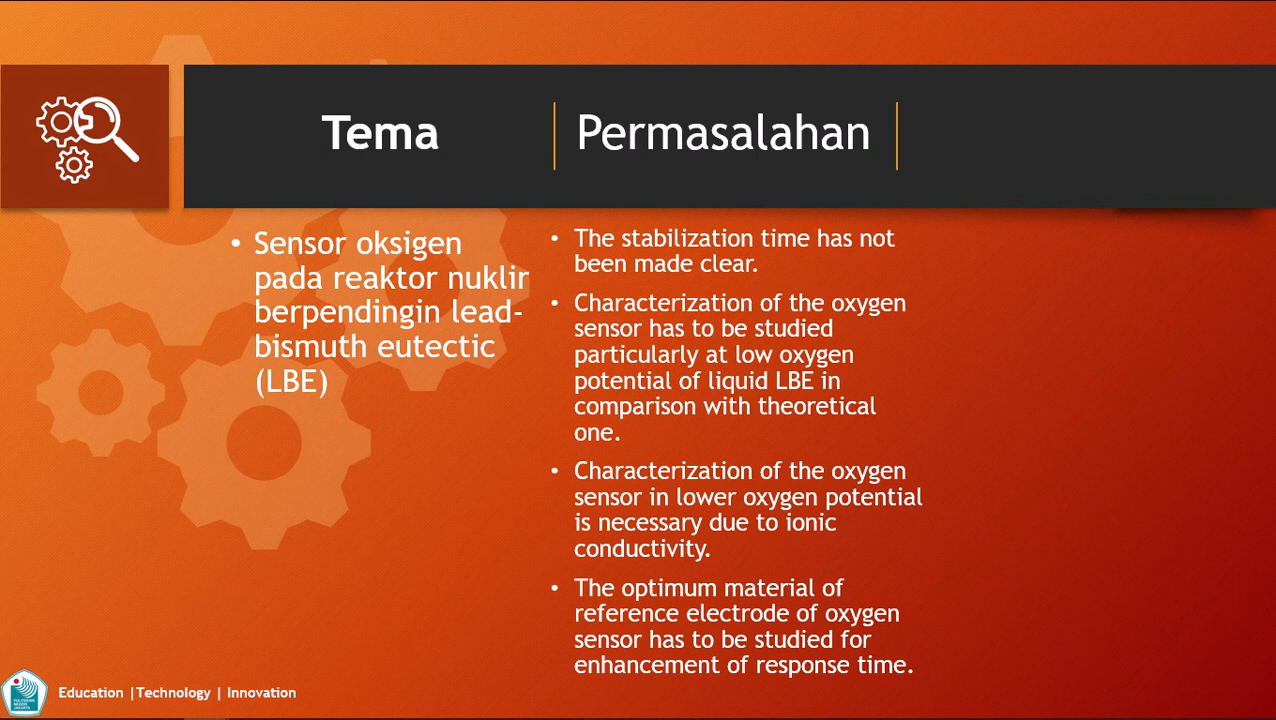 Tema
Permasalahan
• Sensor oksigen
pada reaktor nuklir
berpendingin lead-
bismuth eutectic
(LBE)
• The stabilization time has not
been made clear.
• Characterization of the oxygen
sensor has to be studied
particularly at low oxygen
potential of liquid LBE in
comparison with theoretical
one.
• Characterization of the oxygen
sensor in lower oxygen potential
is necessary due to ionic
conductivity.
• The optimum material of
reference electrode of oxygen
sensor has to be studied for
enhancement of response time.
POLITEKNIK
NEGERI
JAKARTA
Education |Technology | Innovation